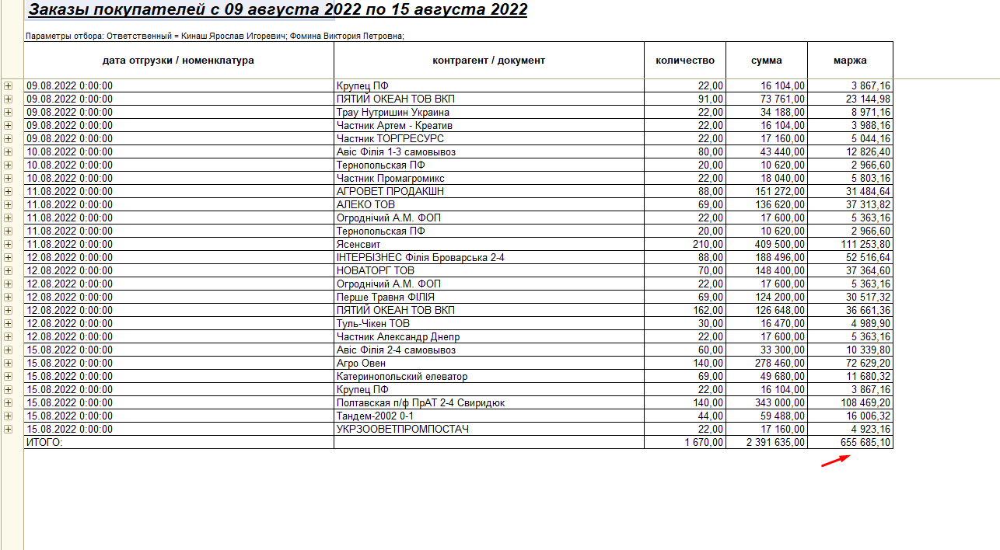 Заказы покупателей с 09 августа 2022 по 15 августа 2022
Параметры отбора: Ответственный = Кинаш Ярослав Игоревич; Фомина Виктория Петровна;
дата отгрузки / номенклатура контрагент / документ количество сумма маржа
09.08.2022 0:00:00 Крупец ПФ 22,00 16 104,00 3 867,16
09.08.2022 0:00:00 ПЯТИЙ ОКЕАН ТОВ ВКП 91,00 73 761,00 23 144,98
09.08.2022 0:00:00 Трау Нутришин Украина 22,00 34 188,00 8 971,16
09.08.2022 0:00:00 Частник Артем - Креатив 22,00 16 104,00 3 988,16
09.08.2022 0:00:00 Частник ТОРГРЕСУРС 22,00 17 160,00 5 044,16
10.08.2022 0:00:00 Авіс Філія 1-3 самовывоз 80,00 43 440,00 12 826,40
10.08.2022 0:00:00 Тернопольская ПФ 20,00 10 620,00 2 966,60
10.08.2022 0:00:00 Частник Промагромикс 22,00 18 040,00 5 803,16
11.08.2022 0:00:00 АГРОВЕТ ПРОДАКШН 88,00 151 272,00 31 484,64
11.08.2022 0:00:00 АЛЕКО ТОВ 69,00 136 620,00 37 313,82
11.08.2022 0:00:00 Огроднічий А.М. ФОП 22,00 17 600,00 5 363,16
11.08.2022 0:00:00 Тернопольская ПФ 20,00 10 620,00 2 966,60
11.08.2022 0:00:00 Ясенсвит 210,00 409 500,00 111 253,80
12.08.2022 0:00:00 ІНТЕРБІЗНЕС Філія Броварська 2-4 88,00 188 496,00 52 516,64
12.08.2022 0:00:00 НОВАТОРГ ТОВ 70,00 148 400,00 37 364,60
12.08.2022 0:00:00 Огроднічий А.М. ФОП 22,00 17 600,00 5 363,16
12.08.2022 0:00:00 Перше Травня ФІЛІЯ 69,00 124 200,00 30 517,32
12.08.2022 0:00:00 ПЯТИЙ ОКЕАН ТОВ ВКП 162,00 126 648,00 36 661,36
12.08.2022 0:00:00 Туль-Чікен ТОВ 30,00 16 470,00 4 989,90
12.08.2022 0:00:00 Частник Александр Днепр 22,00 17 600,00 5 363,16
15.08.2022 0:00:00 Авіс Філія 2-4 самовывоз 60,00 33 300,00 10 339,80
15.08.2022 0:00:00 Агро Овен 140,00 278 460,00 72 629,20
15.08.2022 0:00:00 Катеринопольский елеватор 69,00 49 680,00 11 680,32
15.08.2022 0:00:00 Крупец ПФ 22,00 16 104,00 3 867,16
15.08.2022 0:00:00 Полтавская п/ф ПрАТ 2-4 Свиридюк 140,00 343 000,00 108 469,20
15.08.2022 0:00:00 Тандем-2002 0-1 44,00 59 488,00 16 006,32
15.08.2022 0:00:00 УКРЗООВЕТПРОМПОСТАЧ 22,00 17 160,00 4 923,16
ИТОГО: 1 670,00 2 391 635,00 655 685,10